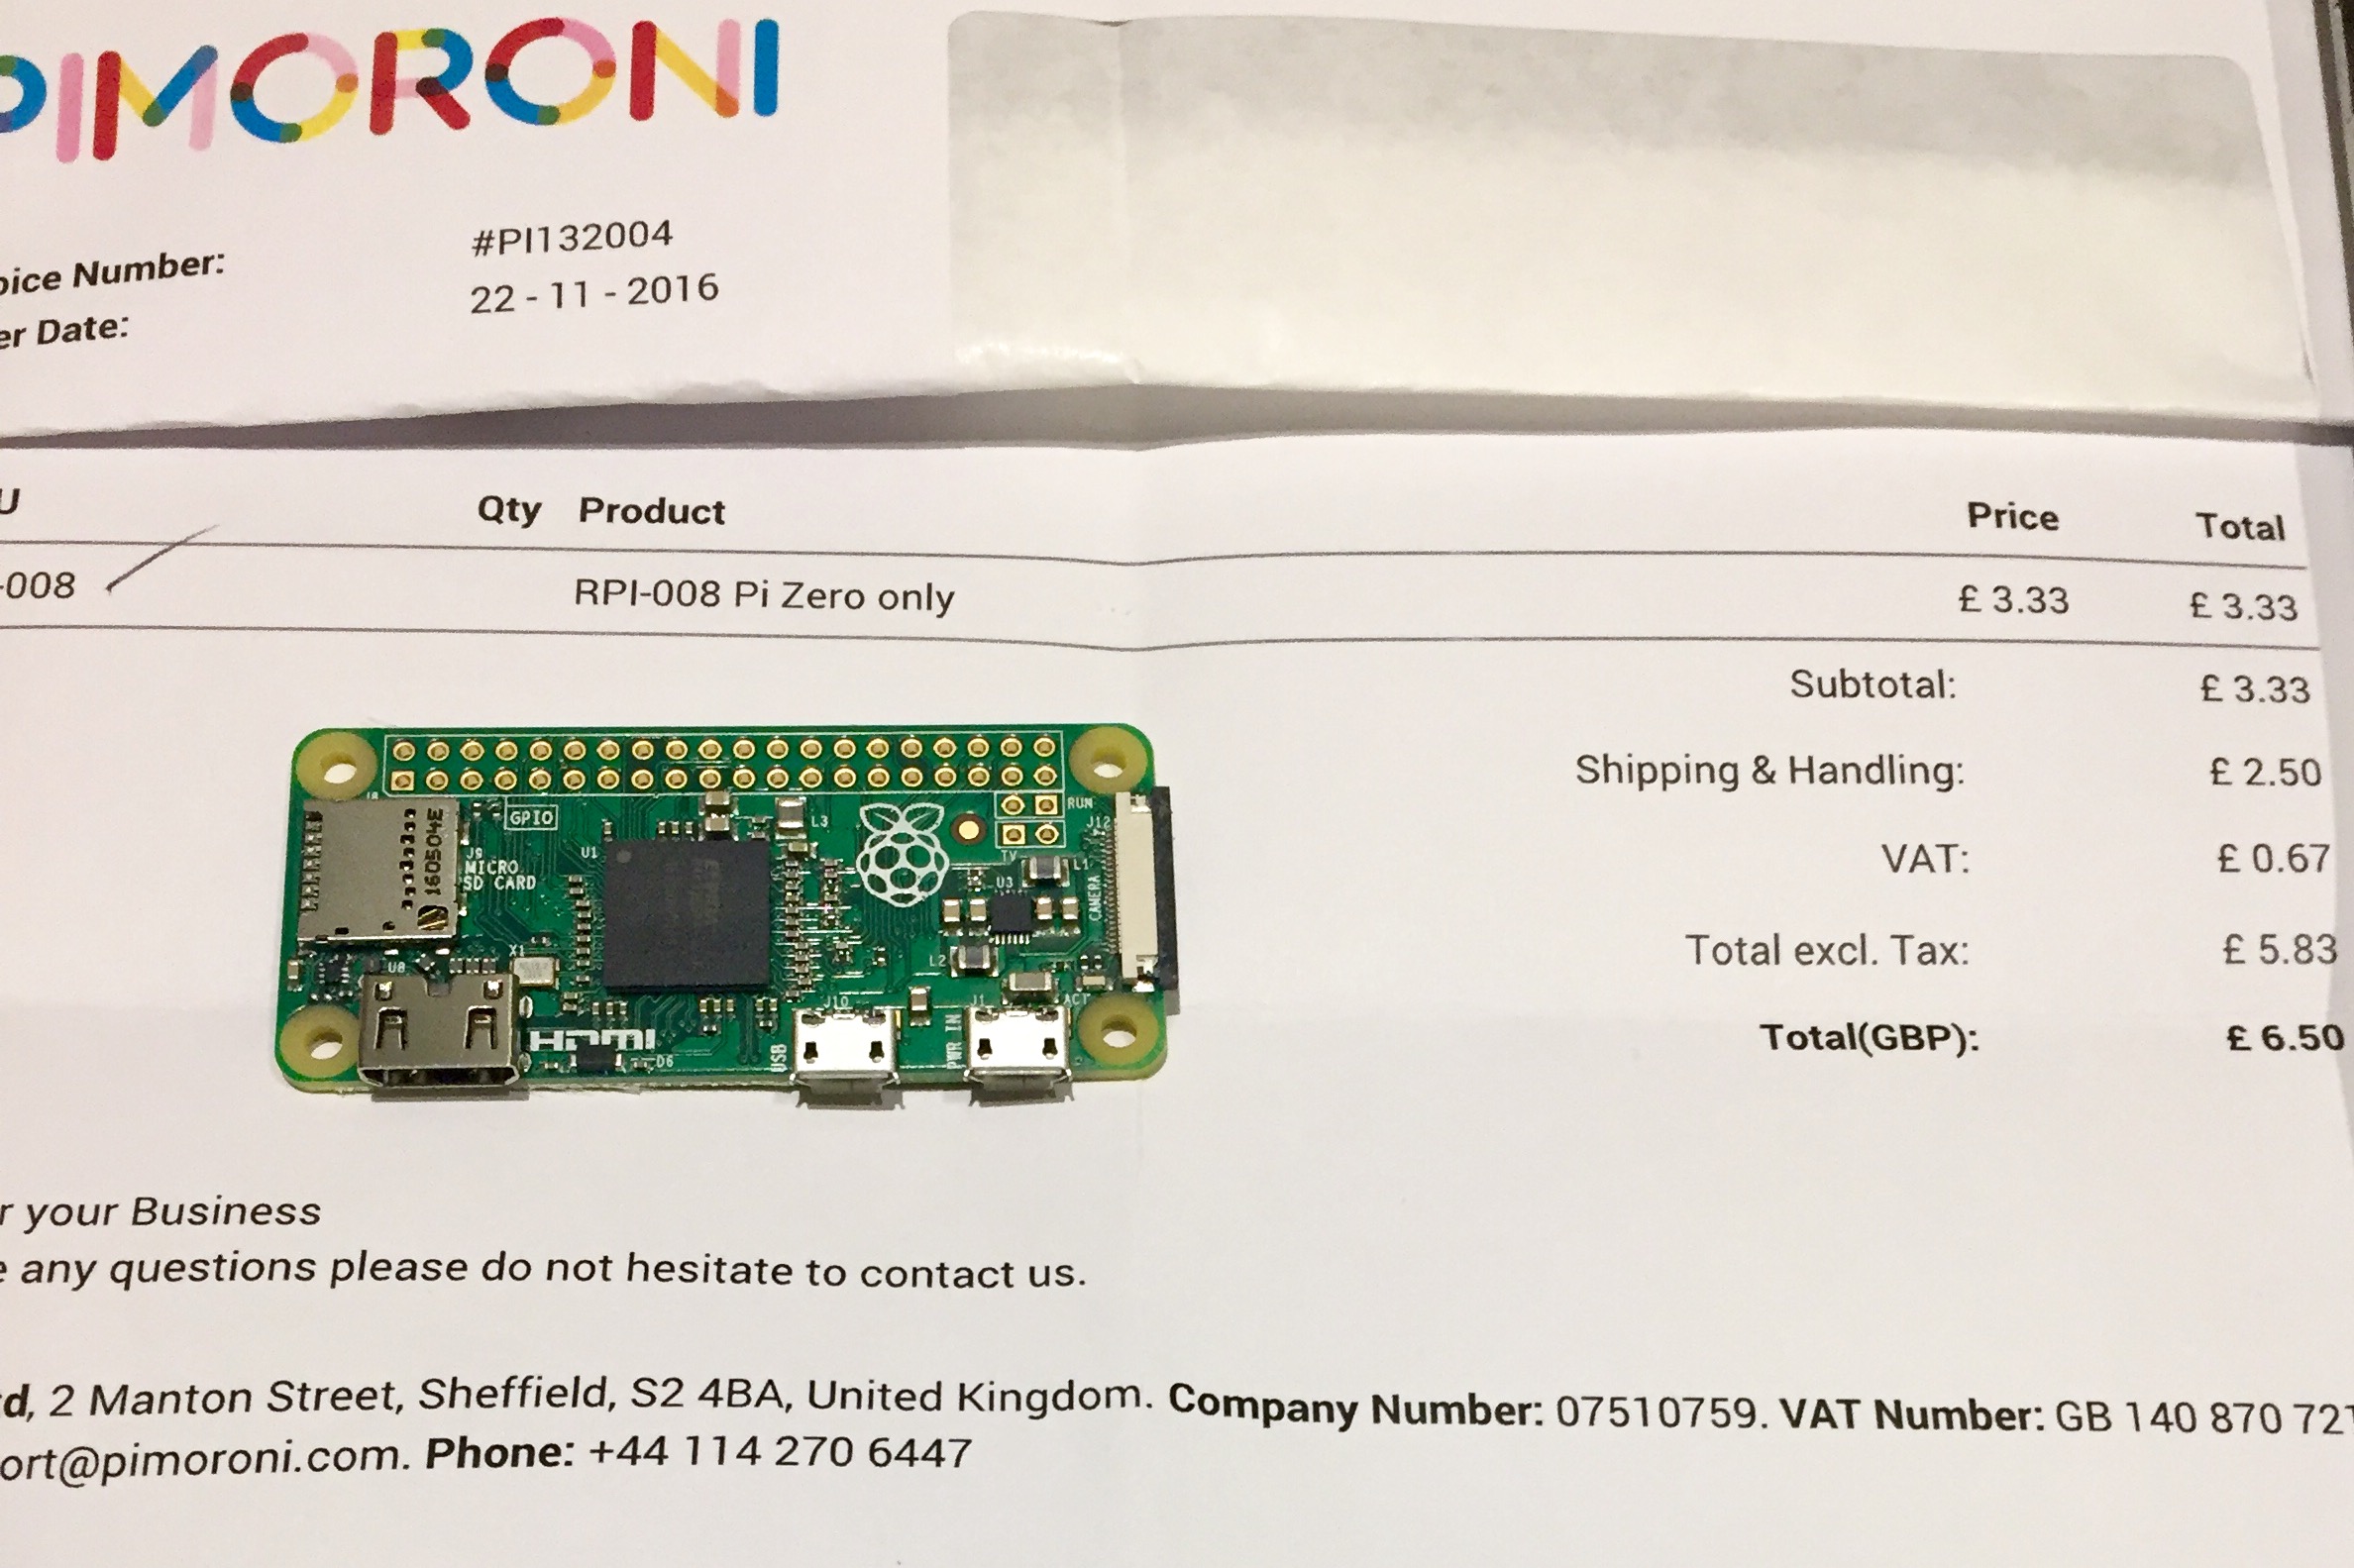 PIMORONI
oice Number: #PI132004
er Date: 22 - 11 - 2016
U Qty Product Price Total
-008 RPI-008 Pi Zero only £ 3.33 £ 3.33
Subtotal: £ 3.33
Shipping & Handling: £ 2.50
VAT: £ 0.67
Total excl. Tax: £ 5.83
Total(GBP): £ 6.50
GPIO
RUN
J12
L3
U1
J9
MICRO
SD CARD
160504E
TV
L1
U3
CAMERA
X1
U8
L2
J10
J1
ACT
HDMI
D6
USB
PWR IN
r your Business
e any questions please do not hesitate to contact us.
d, 2 Manton Street, Sheffield, S2 4BA, United Kingdom. Company Number: 07510759. VAT Number: GB 140 870 721
ort@pimoroni.com. Phone: +44 114 270 6447